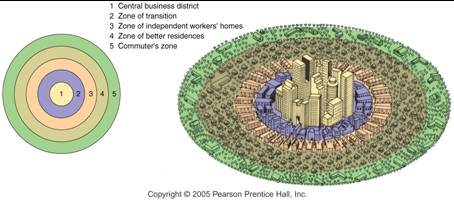 1 Central business district
2 Zone of transition
3 Zone of independent workers' homes
4 Zone of better residences
5 Commuter's zone
1 2 3 4 5
Copyright © 2005 Pearson Prentice Hall, Inc.